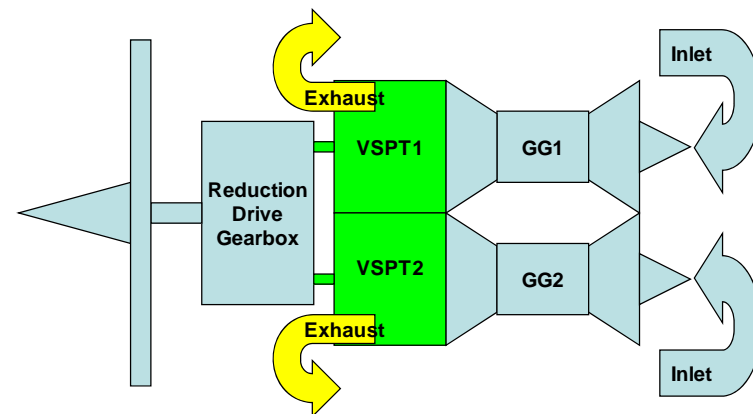 Inlet
Exhaust
VSPT1
GG1
Reduction
Drive
Gearbox
VSPT2
GG2
Exhaust
Inlet